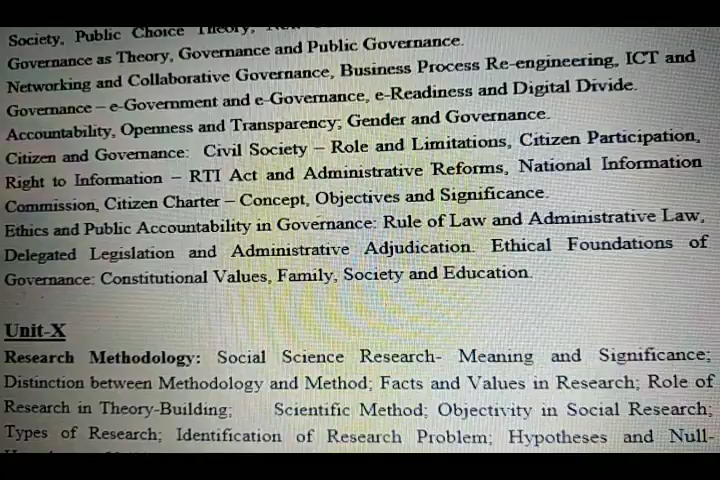 Society, Public Choice Theory,
Governance as Theory, Governance and Public Governance.
Networking and Collaborative Governance, Business Process Re-engineering, ICT and
Governance – e-Government and e-Governance, e-Readiness and Digital Divide.
Accountability, Openness and Transparency; Gender and Governance.
Citizen and Governance: Civil Society – Role and Limitations, Citizen Participation,
Right to Information – RTI Act and Administrative Reforms, National Information
Commission, Citizen Charter – Concept, Objectives and Significance.
Ethics and Public Accountability in Governance: Rule of Law and Administrative Law,
Delegated Legislation and Administrative Adjudication. Ethical Foundations of
Governance: Constitutional Values, Family, Society and Education.
Unit-X
Research Methodology: Social Science Research- Meaning and Significance;
Distinction between Methodology and Method; Facts and Values in Research; Role of
Research in Theory-Building; Scientific Method; Objectivity in Social Research;
Types of Research; Identification of Research Problem; Hypotheses and Null-